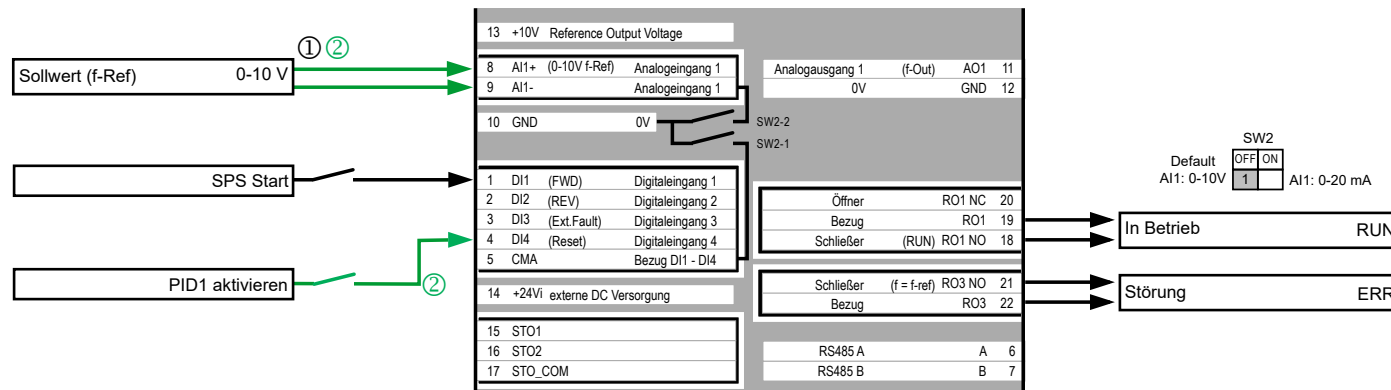 13 +10V Reference Output Voltage
① ②
Sollwert (f-Ref) 0-10 V
8 AI1+ (0-10V f-Ref) Analogeingang 1
9 AI1- Analogeingang 1
Analogausgang 1 (f-Out) AO1 11
0V GND 12
10 GND 0V
SW2-2
SW2-1
SW2
Default OFF ON
AI1: 0-10V 1 AI1: 0-20 mA
SPS Start
1 DI1 (FWD) Digitaleingang 1
2 DI2 (REV) Digitaleingang 2
3 DI3 (Ext.Fault) Digitaleingang 3
4 DI4 (Reset) Digitaleingang 4
5 CMA Bezug DI1 - DI4
Öffner RO1 NC 20
Bezug RO1 19
Schließer (RUN) RO1 NO 18
In Betrieb RUN
PID1 aktivieren
②
14 +24Vi externe DC Versorgung
Schließer (f = f-ref) RO3 NO 21
Bezug RO3 22
Störung ERR
15 STO1
16 STO2
17 STO_COM
RS485 A A 6
RS485 B B 7